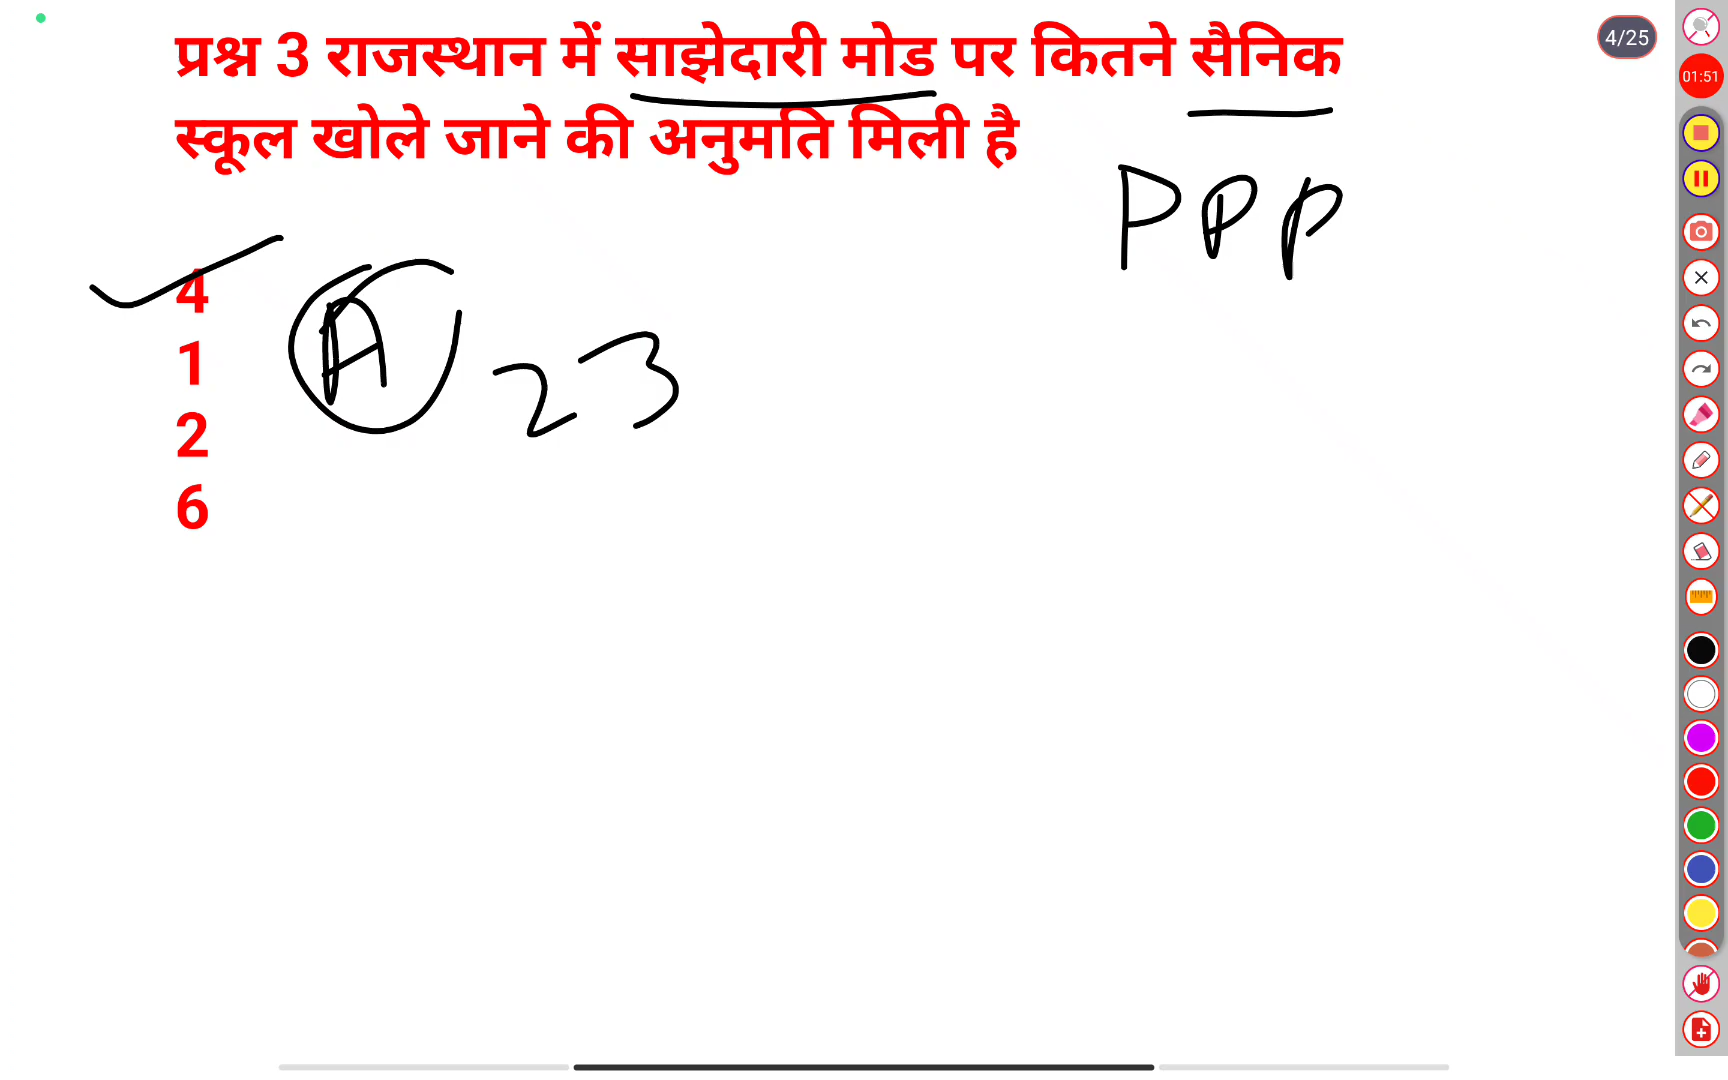 4/25
01:51
प्रश्न 3 राजस्थान में साझेदारी मोड पर कितने सैनिक
स्कूल खोले जाने की अनुमति मिली है
PPP
4
A
1
23
2
6